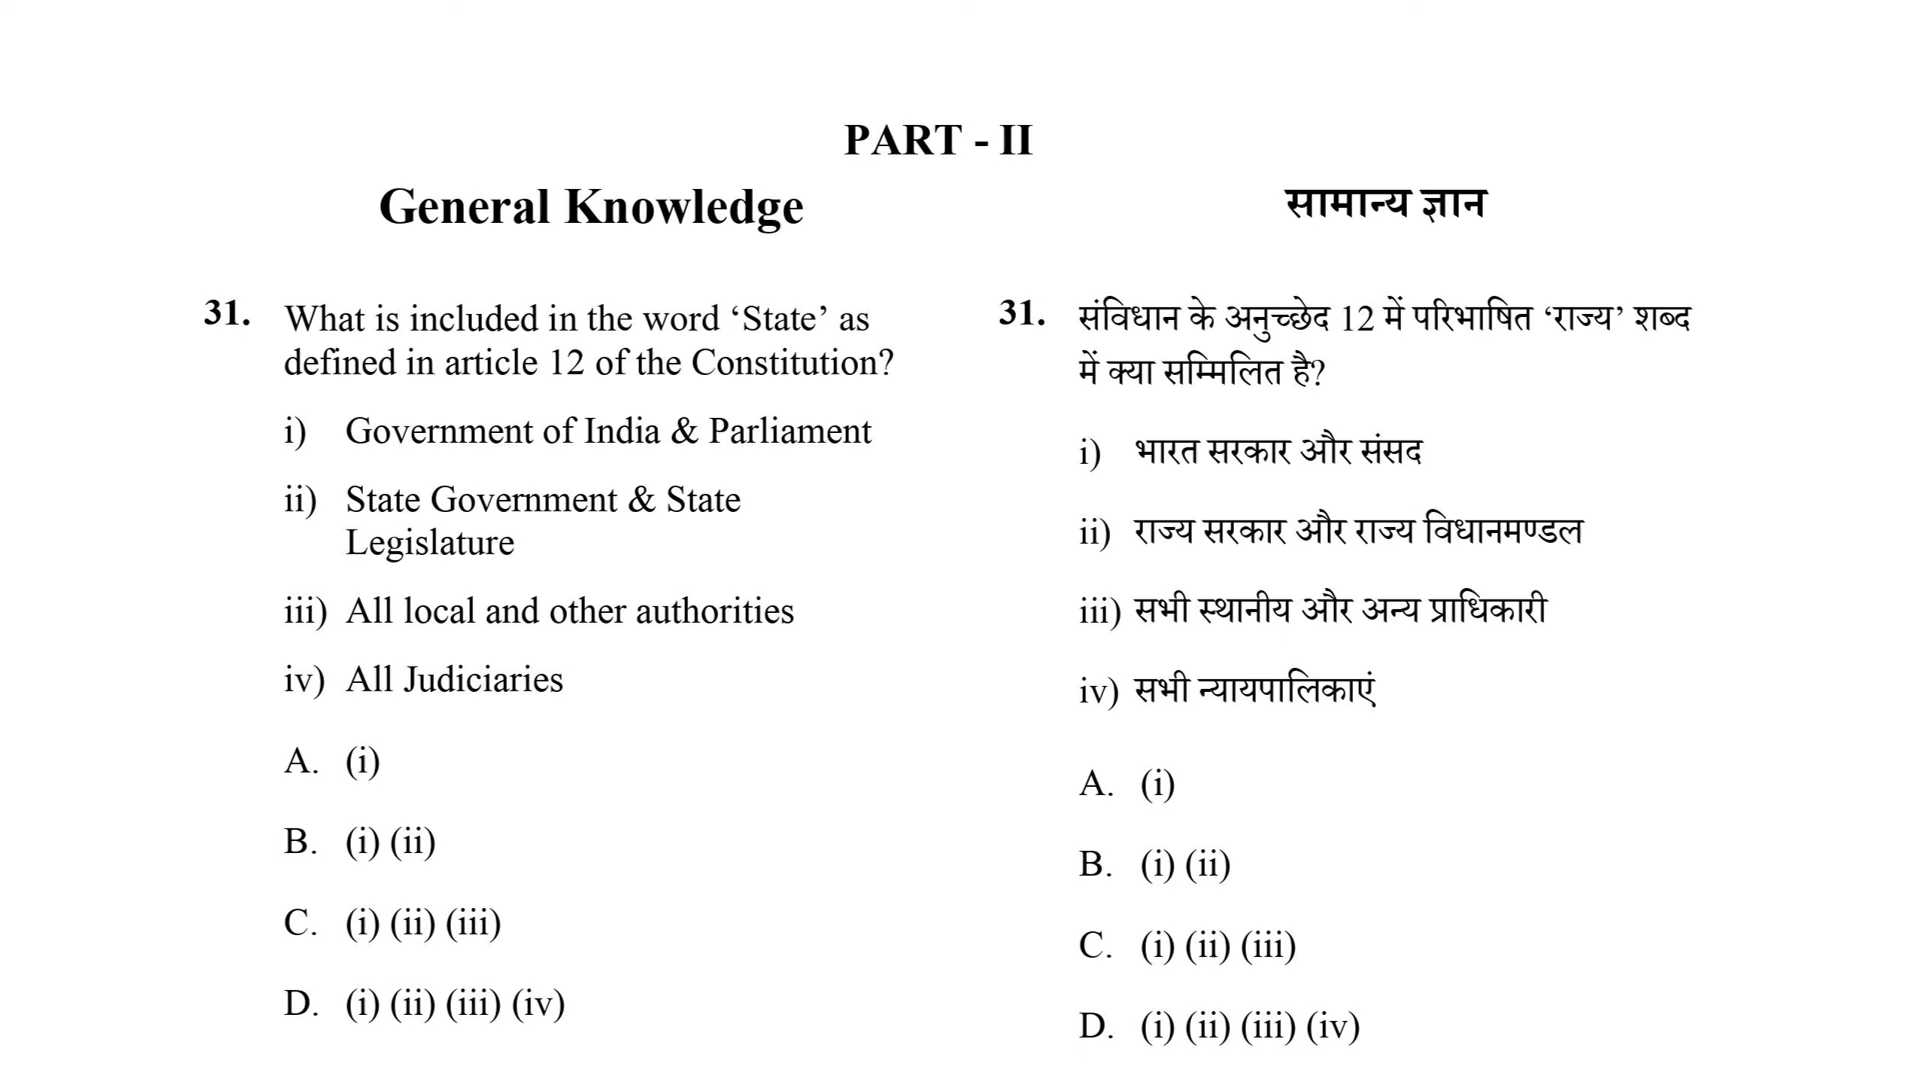 PART - II
General Knowledge
31. What is included in the word ‘State’ as
defined in article 12 of the Constitution?
i) Government of India & Parliament
ii) State Government & State
Legislature
iii) All local and other authorities
iv) All Judiciaries
A. (i)
B. (i) (ii)
C. (i) (ii) (iii)
D. (i) (ii) (iii) (iv)
सामान्य ज्ञान
31. संविधान के अनुच्छेद 12 में परिभाषित ‘राज्य’ शब्द
में क्या सम्मिलित है?
i) भारत सरकार और संसद
ii) राज्य सरकार और राज्य विधानमण्डल
iii) सभी स्थानीय और अन्य प्राधिकारी
iv) सभी न्यायपालिकाएं
A. (i)
B. (i) (ii)
C. (i) (ii) (iii)
D. (i) (ii) (iii) (iv)